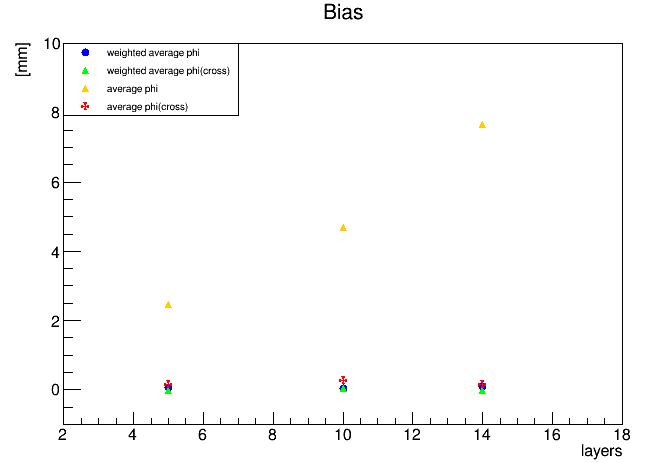 Bias
[mm]
10
8
6
4
2
0
weighted average phi
weighted average phi(cross)
average phi
average phi(cross)
2 4 6 8 10 12 14 16 18
layers